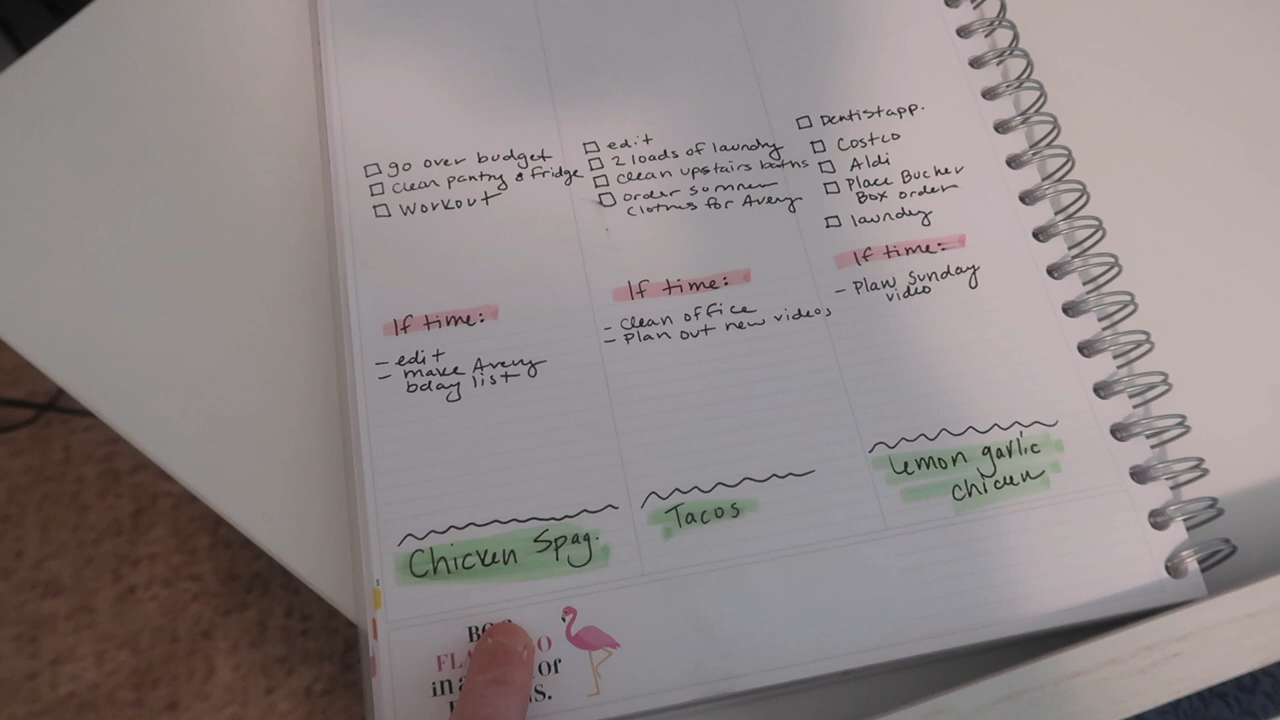 go over budget
clean pantry & fridge
workout
If time:
- edit
- make Avery
bday list
Chicken Spag.
edit
2 loads of laundry
clean upstairs baths
order summer
clothes for Avery
If time:
- clean office
- Plan out new videos
Tacos
Dentist app.
Costco
Aldi
Place Bucher
Box order
laundry
If time:
- Plan Sunday
video
lemon garlic
chicken
in a
or